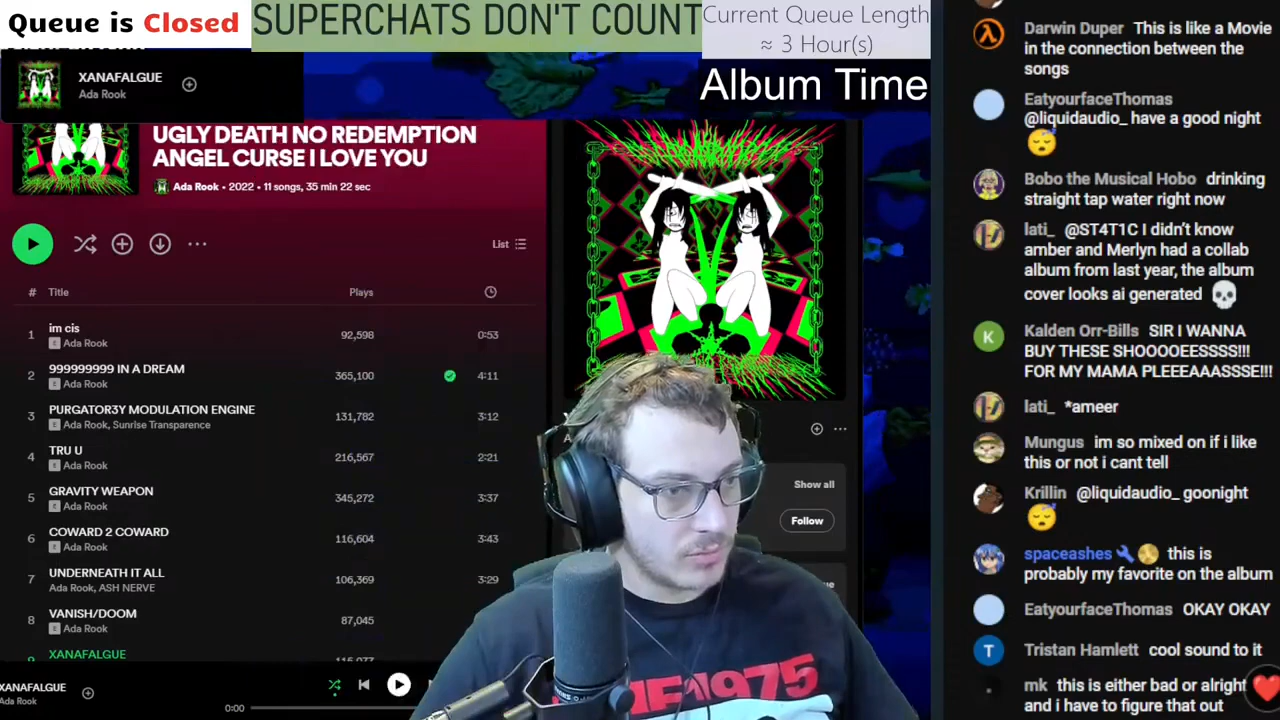 Queue is Closed
SUPERCHATS DON'T COUNT
Current Queue Length
≈ 3 Hour(s)
Album Time
XANAFALGUE
Ada Rook
UGLY DEATH NO REDEMPTION
ANGEL CURSE I LOVE YOU
Ada Rook • 2022 • 11 songs, 35 min 22 sec
List
# Title Plays
1 im cis 92,598 0:53
E Ada Rook
2 999999999 IN A DREAM 365,100 4:11
E Ada Rook
3 PURGATOR3Y MODULATION ENGINE 131,782 3:12
E Ada Rook, Sunrise Transparence
4 TRU U 216,567 2:21
E Ada Rook
5 GRAVITY WEAPON 345,272 3:37
E Ada Rook
6 COWARD 2 COWARD 116,604 3:43
E Ada Rook
7 UNDERNEATH IT ALL 106,369 3:29
Ada Rook, ASH NERVE
8 VANISH/DOOM 87,045
E Ada Rook
XANAFALGUE
XANAFALGUE
Ada Rook
0:00
Show all
Follow
1975
Darwin Duper This is like a Movie
in the connection between the
songs
EatyourfaceThomas
@liquidaudio_ have a good night
Bobo the Musical Hobo drinking
straight tap water right now
lati_ @ST4T1C I didn't know
amber and Merlyn had a collab
album from last year, the album
cover looks ai generated
K Kalden Orr-Bills SIR I WANNA
BUY THESE SHOOOOEESSSS!!!
FOR MY MAMA PLEEEAAASSSE!!!
lati_ *ameer
Mungus im so mixed on if i like
this or not i cant tell
Krillin @liquidaudio_ goonight
spaceashes this is
probably my favorite on the album
EatyourfaceThomas OKAY OKAY
T Tristan Hamlett cool sound to it
mk this is either bad or alright
and i have to figure that out